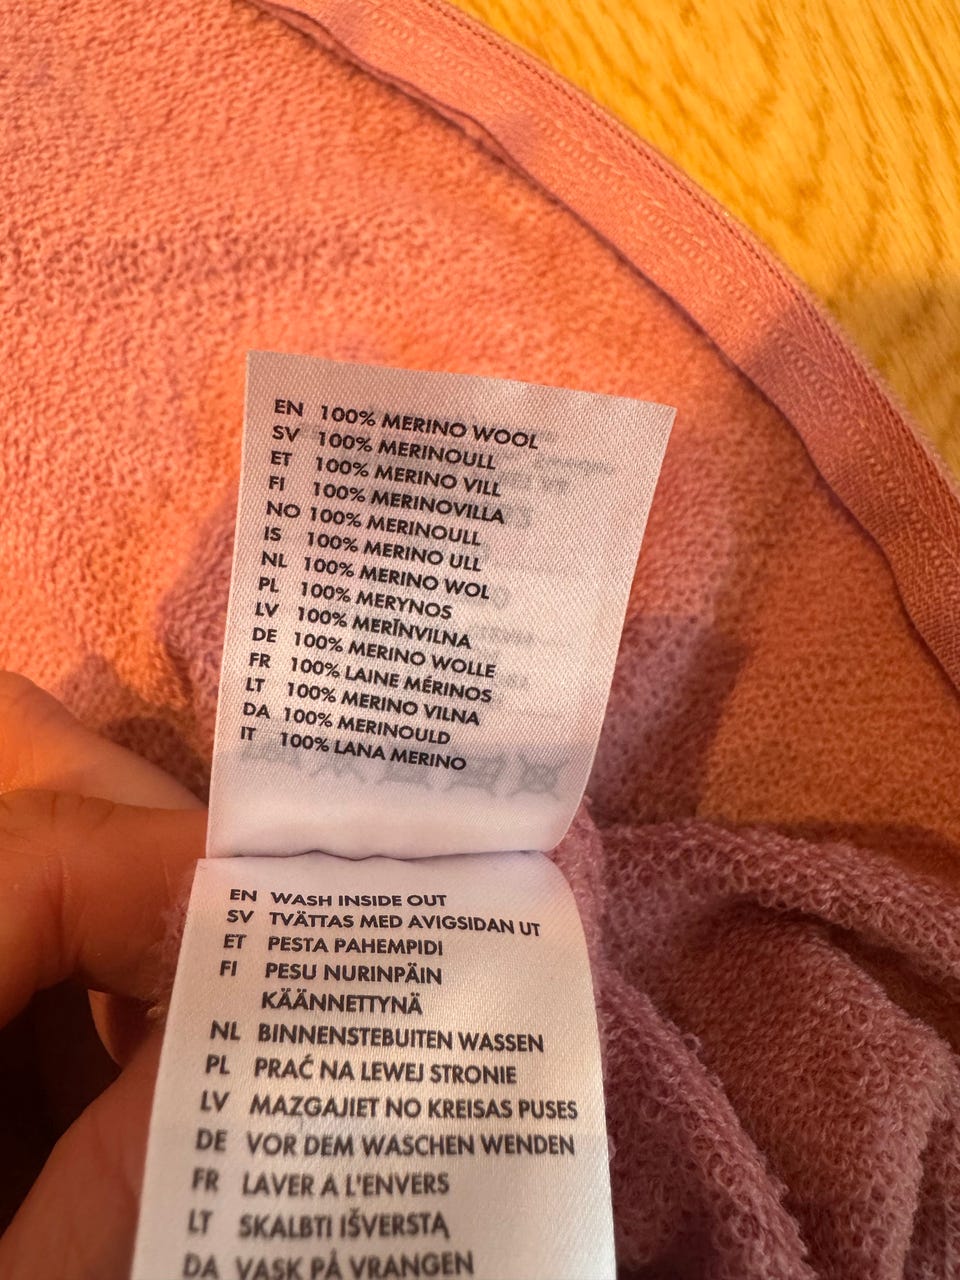 EN 100% MERINO WOOL
SV 100% MERINOULL
ET 100% MERINO VILL
FI 100% MERINOVILLA
NO 100% MERINOULL
IS 100% MERINO ULL
NL 100% MERINO WOL
PL 100% MERYNOS
LV 100% MERĪNVILNA
DE 100% MERINO WOLLE
FR 100% LAINE MÉRINOS
LT 100% MERINO VILNA
DA 100% MERINOULD
IT 100% LANA MERINO
EN WASH INSIDE OUT
SV TVÄTTAS MED AVIGSIDAN UT
ET PESTA PAHEMPIDI
FI PESU NURINPÄIN
KÄÄNNETTYNÄ
NL BINNENSTEBUITEN WASSEN
PL PRAĆ NA LEWEJ STRONIE
LV MAZGAJIET NO KREISAS PUSES
DE VOR DEM WASCHEN WENDEN
FR LAVER A L'ENVERS
LT SKALBTI IŠVERSTĄ
DA VASK PÅ VRANGEN